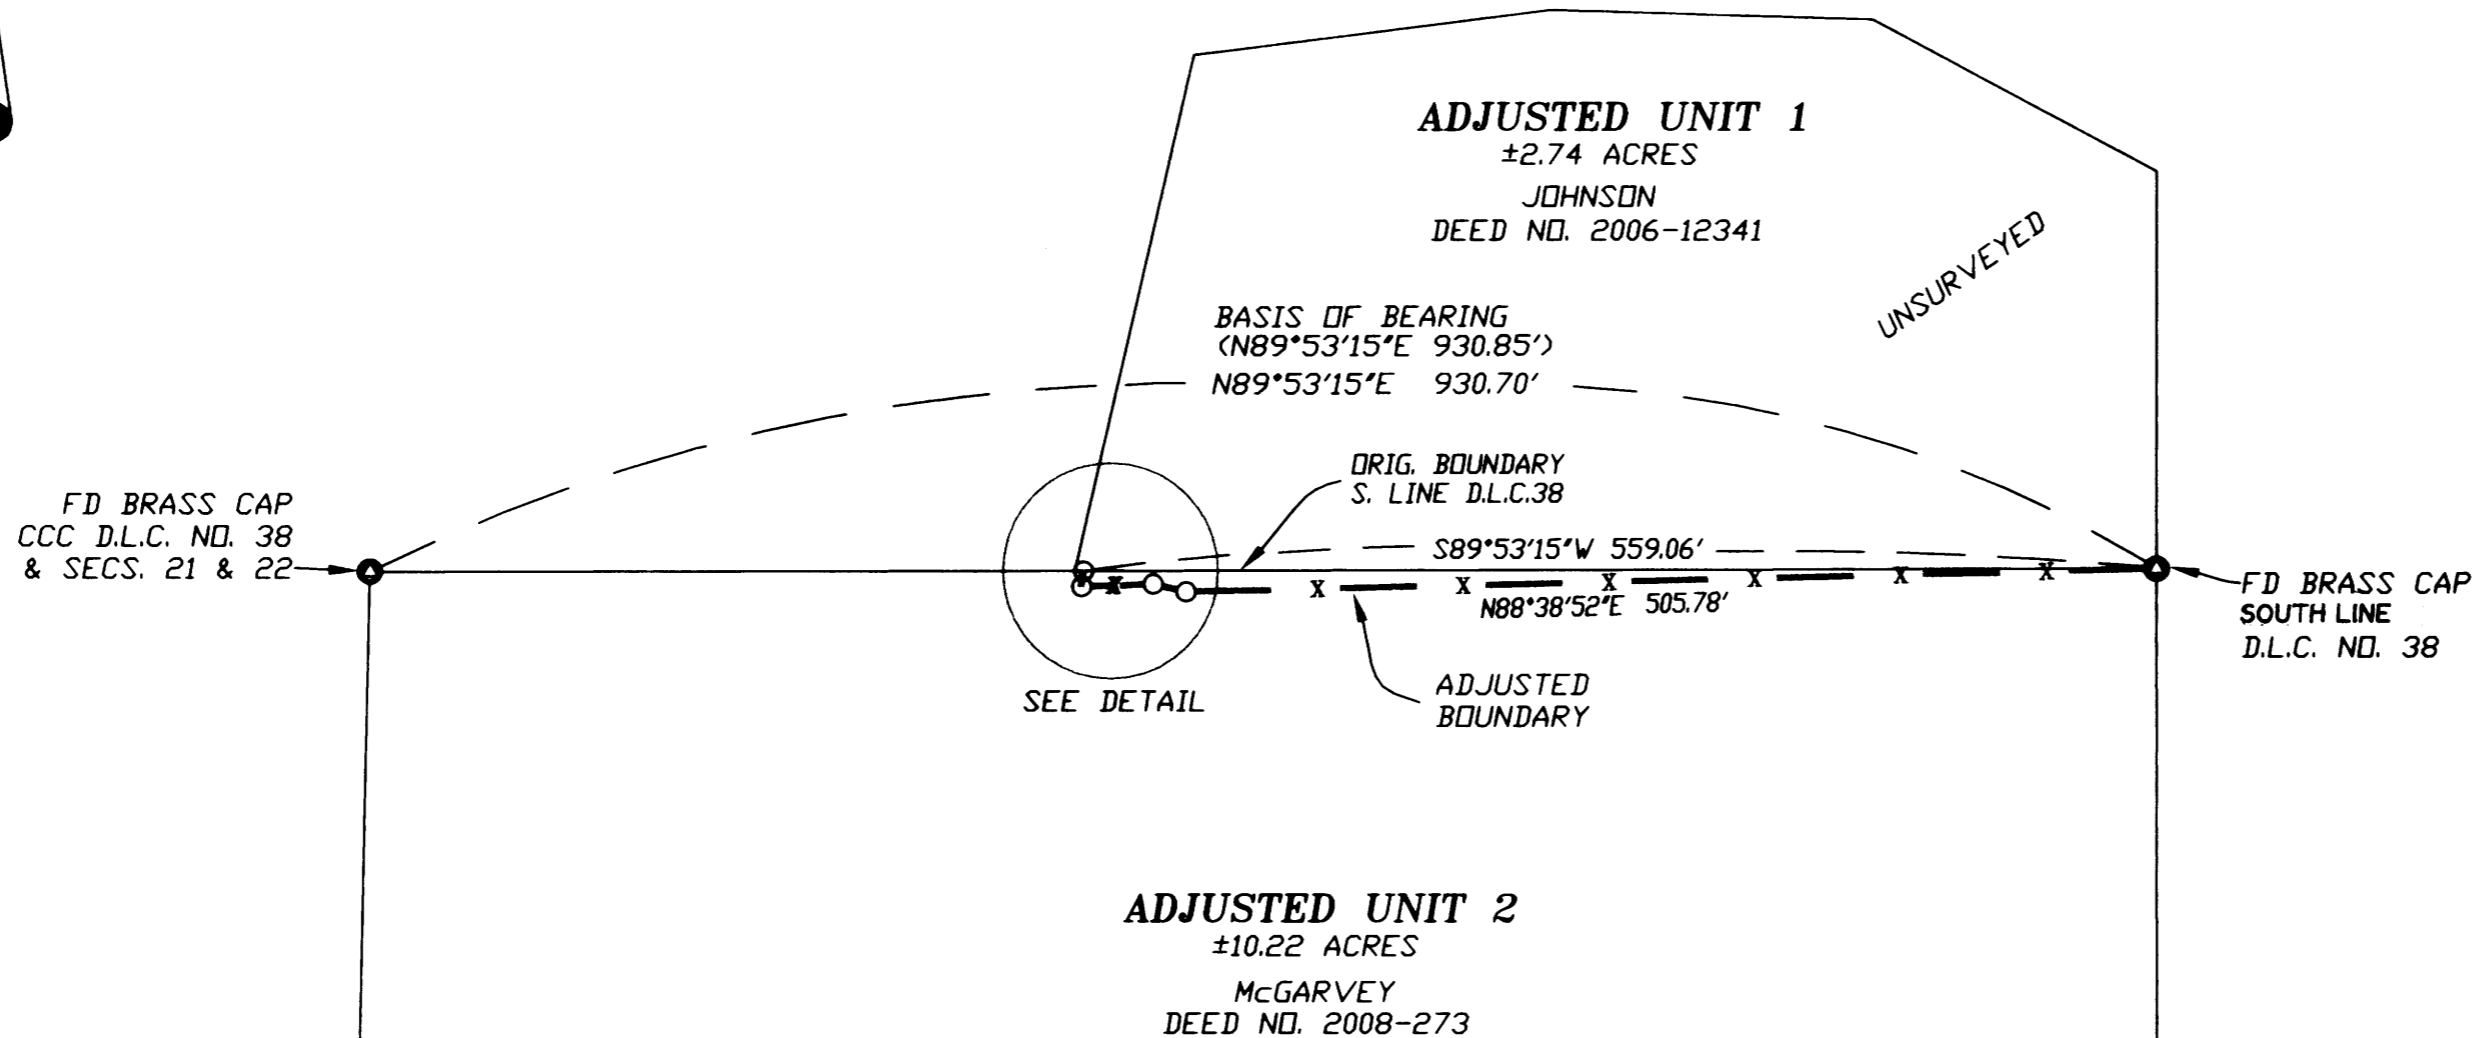 ADJUSTED UNIT 1
±2.74 ACRES
JOHNSON
DEED NO. 2006-12341
UNSURVEYED
BASIS OF BEARING
(N89°53'15"E 930.85')
N89°53'15"E 930.70'
ORIG. BOUNDARY
S. LINE D.L.C.38
FD BRASS CAP
CCC D.L.C. NO. 38
& SECS. 21 & 22
S89°53'15"W 559.06'
X X X X X X X X
N88°38'52"E 505.78'
FD BRASS CAP
SOUTH LINE
D.L.C. NO. 38
SEE DETAIL
ADJUSTED
BOUNDARY
ADJUSTED UNIT 2
±10.22 ACRES
McGARVEY
DEED NO. 2008-273